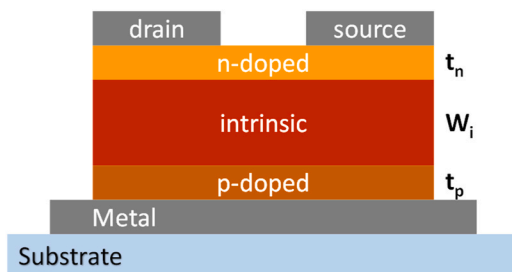 drain
source
n-doped
tn
intrinsic
Wi
p-doped
tp
Metal
Substrate